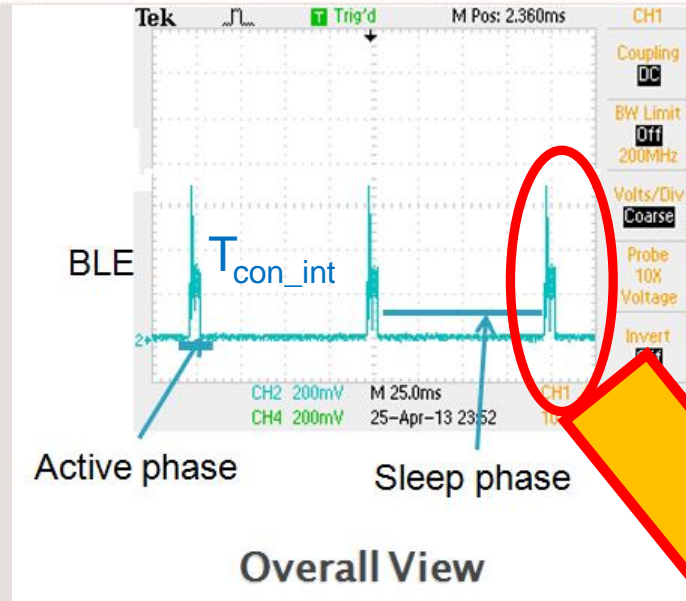 Tek Trig'd M Pos: 2.360ms CH1
Coupling
DC
BW Limit
Off
200MHz
Volts/Div
Coarse
Probe
10X
Voltage
Invert
BLE
Tcon_int
2
CH2 200mV M 25.0ms CH1
CH4 200mV 25-Apr-13 23:52
Active phase
Sleep phase
Overall View